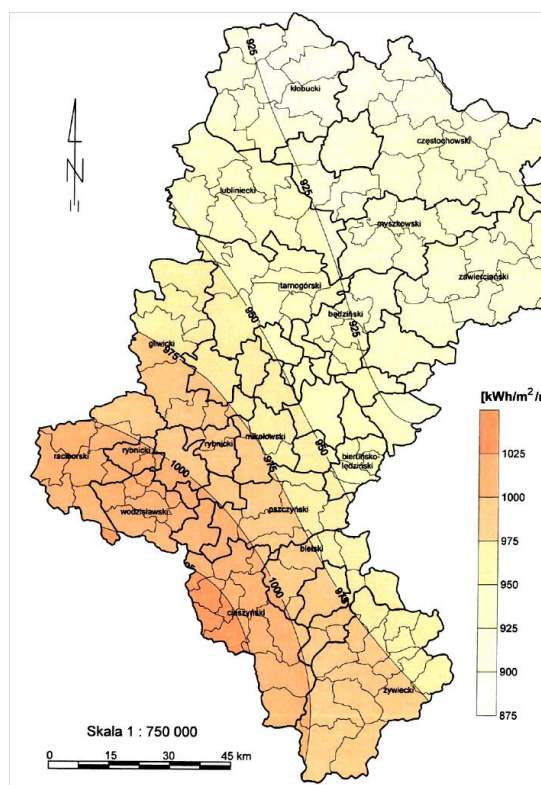 925
kłobucki
częstochowski
N
lubliniecki
925
myszkowski
zawierciański
tarnogórski
950
będziński
925
gliwicki
975
[kWh/m²/r
mikołowski
rybnicki
950
raciborski
rybnicki
975
bieruńsko-
lędziński
1000
1025
wodzisławski
pszczyński
1000
bielski
975
1000
975
950
cieszyński
925
żywiecki
900
Skala 1 : 750 000
875
0 15 30 45 km